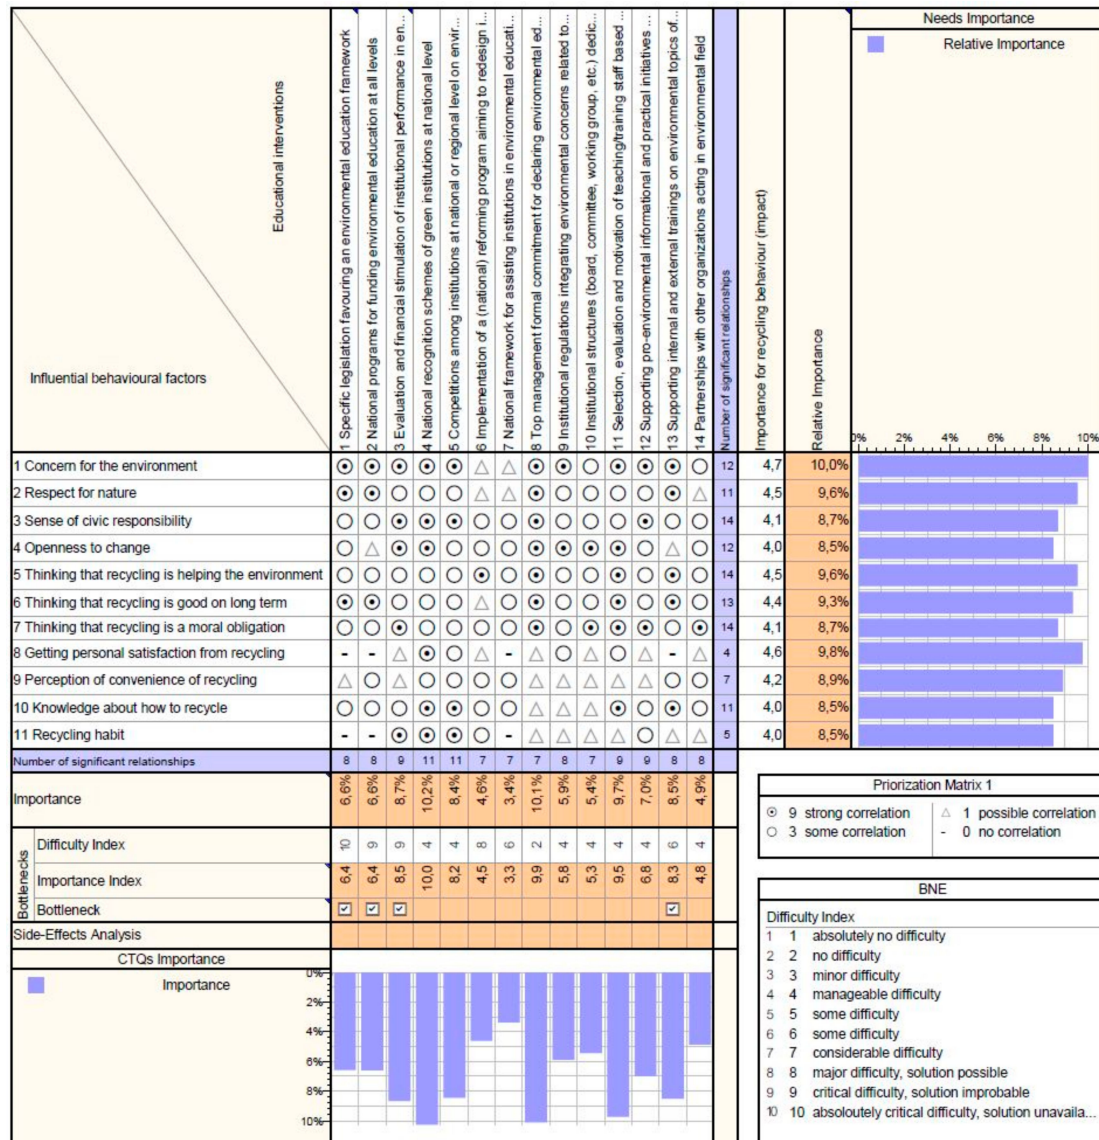 Needs Importance
Relative Importance
Educational interventions
Influential behavioural factors
1 Specific legislation favouring an environmental education framework
2 National programs for funding environmental education at all levels
3 Evaluation and financial stimulation of institutional performance in en...
4 National recognition schemes of green institutions at national level
5 Competitions among institutions at national or regional level on envir...
6 Implementation of a (national) reforming program aiming to redesign i...
7 National framework for assisting institutions in environmental educati...
8 Top management formal commitment for declaring environmental ed...
9 Institutional regulations integrating environmental concerns related to...
10 Institutional structures (board, committee, working group, etc.) dedic...
11 Selection, evaluation and motivation of teaching/training staff based ...
12 Supporting pro-environmental informational and practical initiatives ...
13 Supporting internal and external trainings on environmental topics of...
14 Partnerships with other organizations acting in environmental field
Number of significant relationships
Importance for recycling behaviour (impact)
Relative Importance
0% 2% 4% 6% 8% 10%
1 Concern for the environment 12 4,7 10,0%
2 Respect for nature 11 4,5 9,6%
3 Sense of civic responsibility 14 4,1 8,7%
4 Openness to change 12 4,0 8,5%
5 Thinking that recycling is helping the environment 14 4,5 9,6%
6 Thinking that recycling is good on long term 13 4,4 9,3%
7 Thinking that recycling is a moral obligation 14 4,1 8,7%
8 Getting personal satisfaction from recycling - - - - 4 4,6 9,8%
9 Perception of convenience of recycling 7 4,2 8,9%
10 Knowledge about how to recycle 11 4,0 8,5%
11 Recycling habit - - - 5 4,0 8,5%
Number of significant relationships 8 8 9 11 11 7 7 7 8 7 9 9 8 8
Importance 6,6% 6,6% 8,7% 10,2% 8,4% 4,6% 3,4% 10,1% 5,9% 5,4% 9,7% 7,0% 8,5% 4,9%
Bottlenecks
Difficulty Index 10 9 9 4 4 8 6 2 4 4 4 4 6 4
Importance Index 6,4 6,4 8,5 10,0 8,2 4,5 3,3 9,9 5,8 5,3 9,5 6,8 8,3 4,8
Bottleneck
Side-Effects Analysis
CTQs Importance
Importance
0%
2%
4%
6%
8%
10%
Priorization Matrix 1
9 strong correlation 1 possible correlation
3 some correlation - 0 no correlation
BNE
Difficulty Index
1 1 absolutely no difficulty
2 2 no difficulty
3 3 minor difficulty
4 4 manageable difficulty
5 5 some difficulty
6 6 some difficulty
7 7 considerable difficulty
8 8 major difficulty, solution possible
9 9 critical difficulty, solution improbable
10 10 absoloutely critical difficulty, solution unavaila...